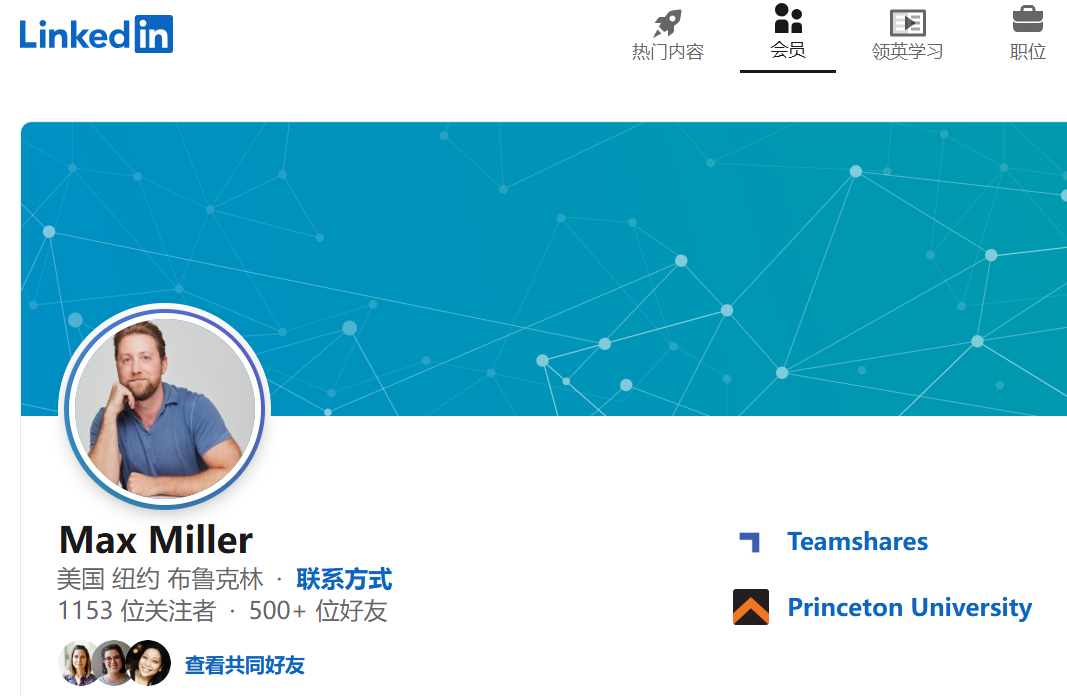 Linked in
热门内容
会员
领英学习
职位
Max Miller
美国 纽约 布鲁克林 · 联系方式
1153 位关注者 · 500+ 位好友
查看共同好友
Teamshares
Princeton University